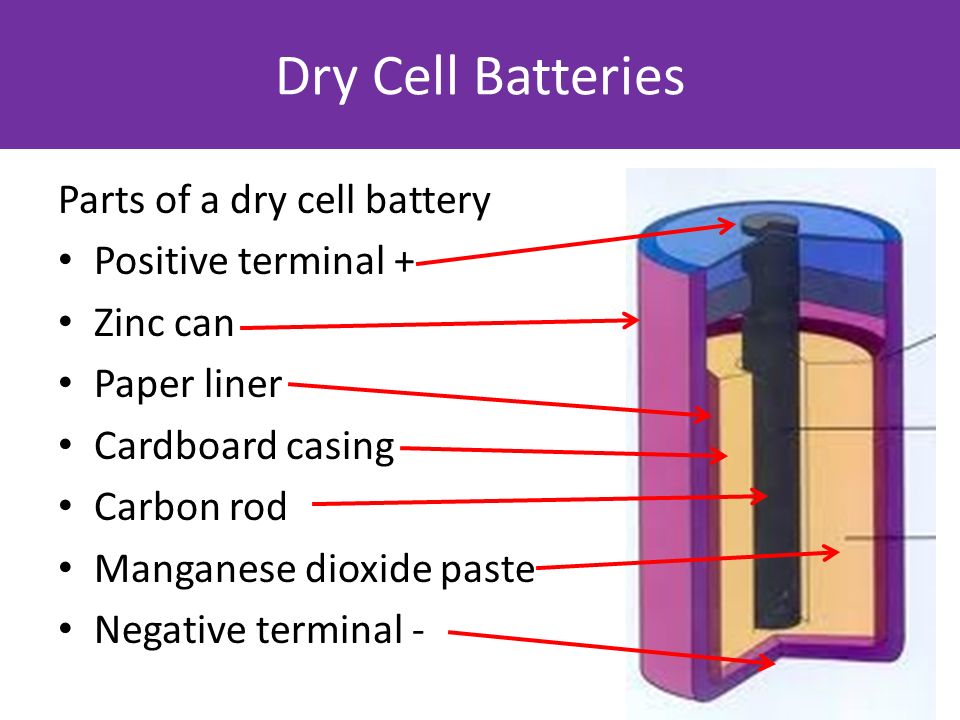 Dry Cell Batteries
Parts of a dry cell battery
• Positive terminal +
• Zinc can
• Paper liner
• Cardboard casing
• Carbon rod
• Manganese dioxide paste
• Negative terminal -